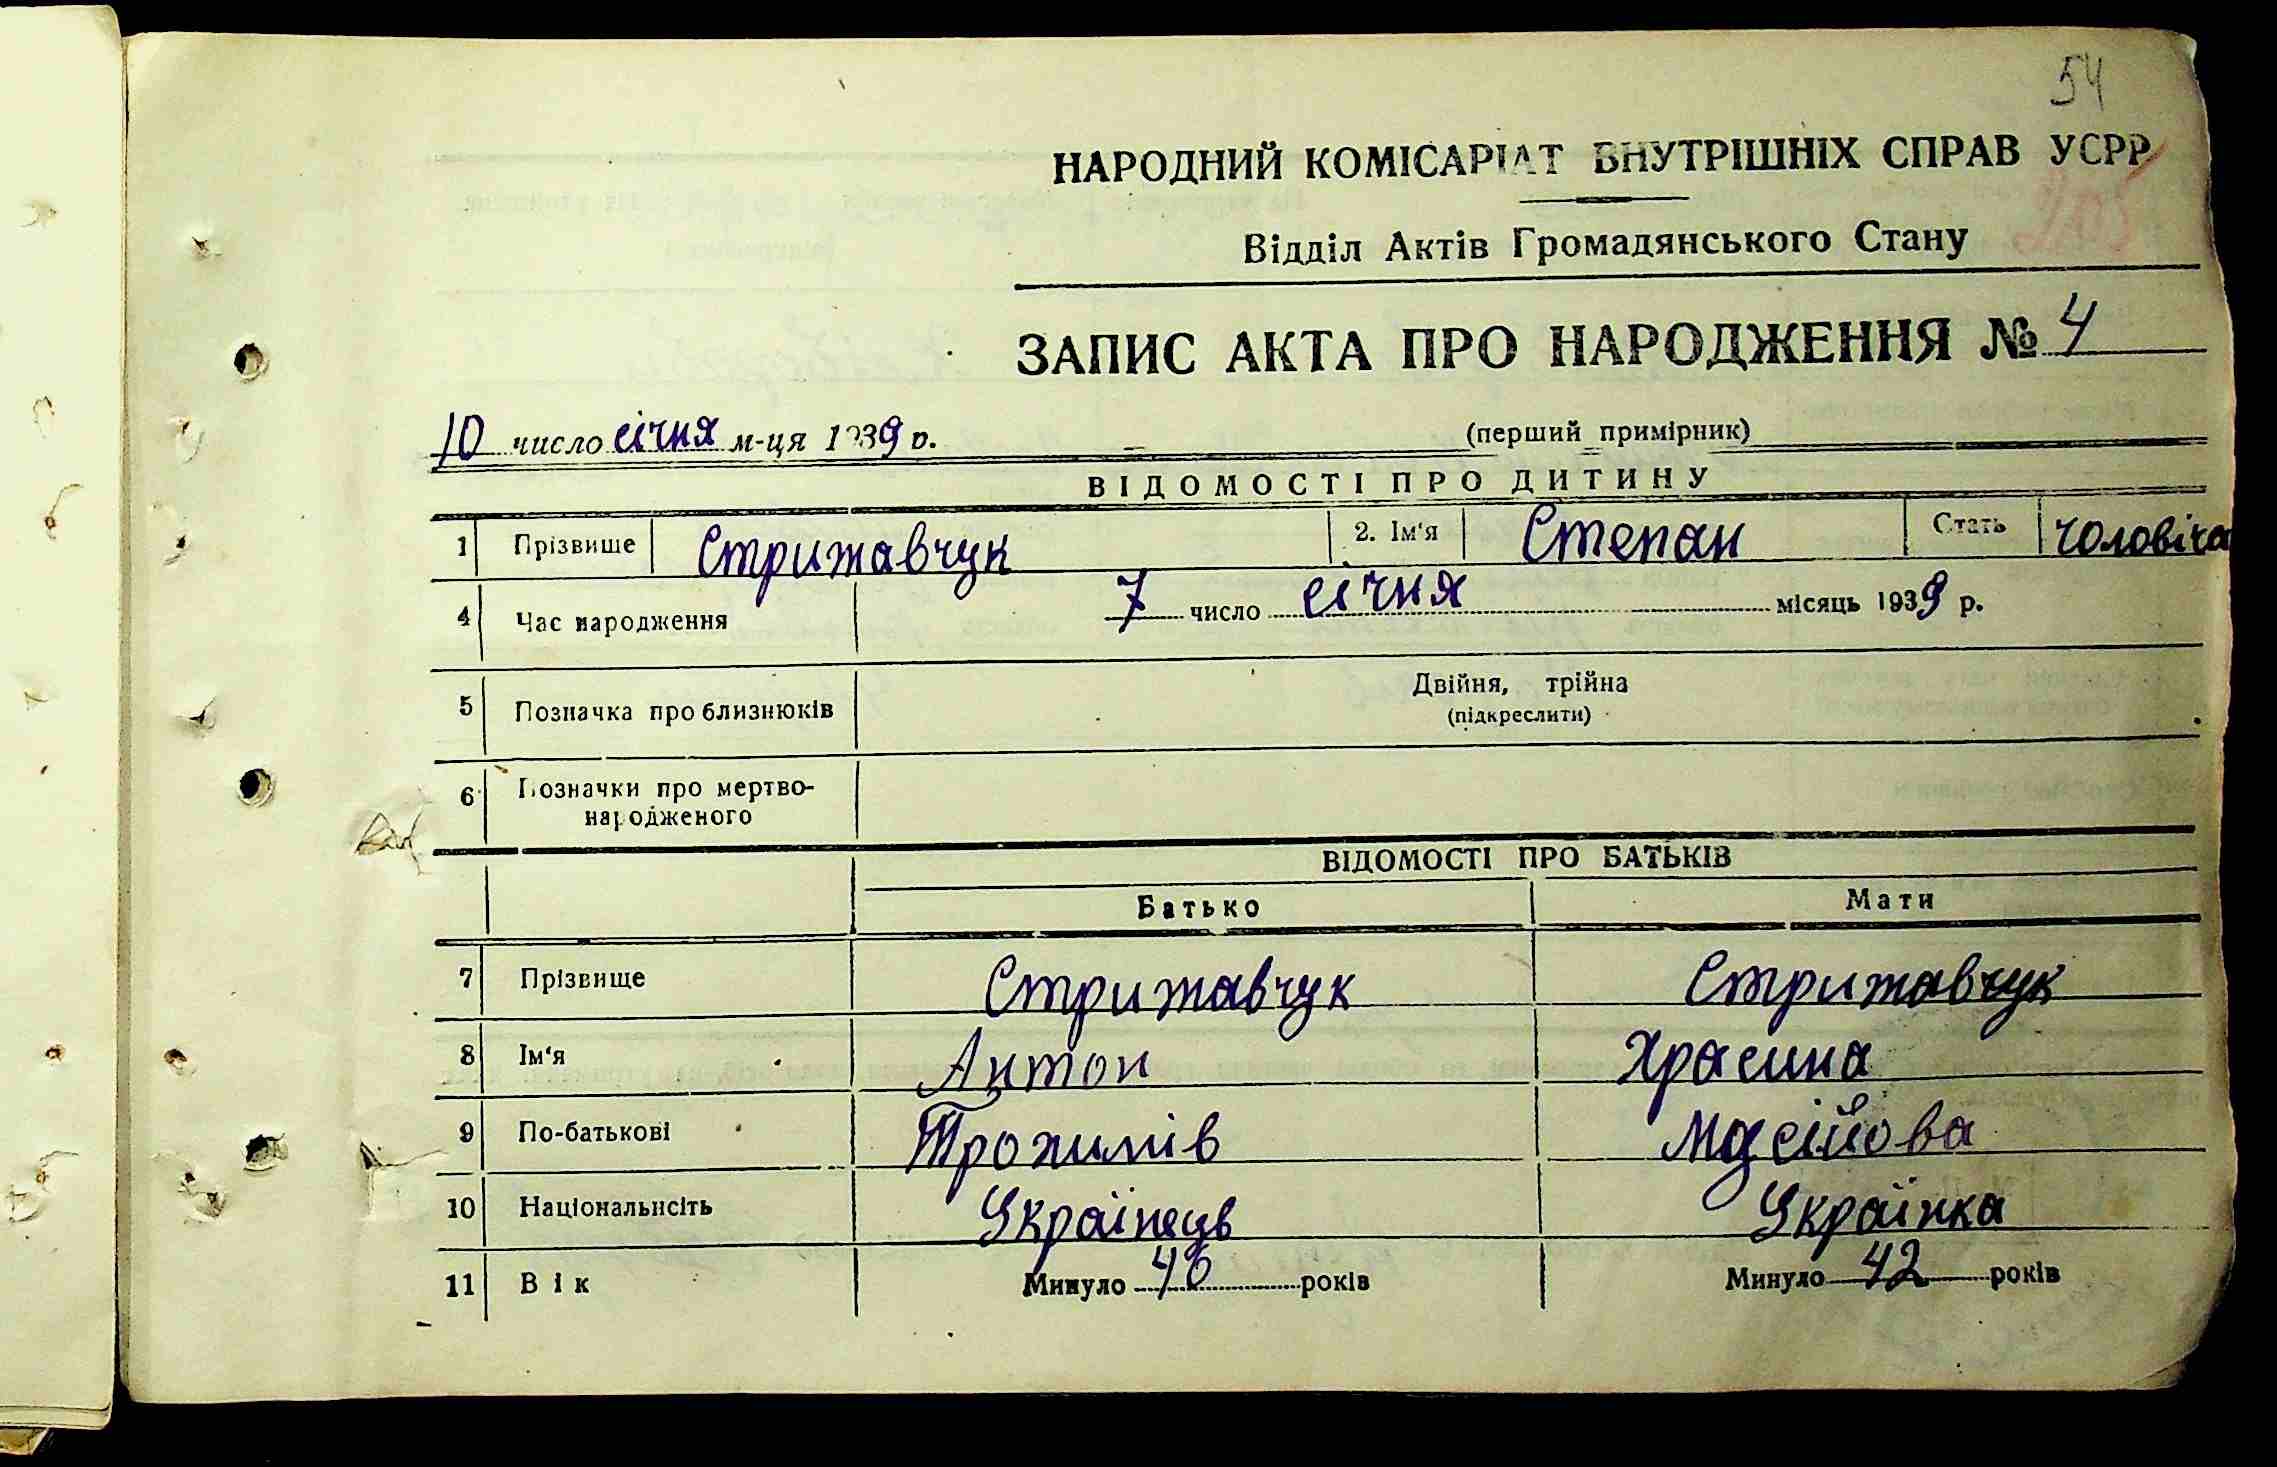 54
НАРОДНИЙ КОМІСАРІАТ ВНУТРІШНІХ СПРАВ УСРР
Відділ Актів Громадянського Стану
ЗАПИС АКТА ПРО НАРОДЖЕННЯ № 4
10 число січня м-ця 1939 р. (перший примірник)
ВІДОМОСТІ ПРО ДИТИНУ
1 Прізвище Стрижавчук 2. Ім'я Степан Стать чоловіча
4 Час народження 7 число січня місяць 1939 р.
5 Позначка про близнюків Двійня, трійна
(підкреслити)
6 Позначки про мертво-
народженого
ВІДОМОСТІ ПРО БАТЬКІВ
Батько Мати
7 Прізвище Стрижавчук Стрижавчук
8 Ім'я Антон Храсина
9 По-батькові Трохимів
10 Національність Українець Українка
11 Вік Минуло 46 років Минуло 42 років